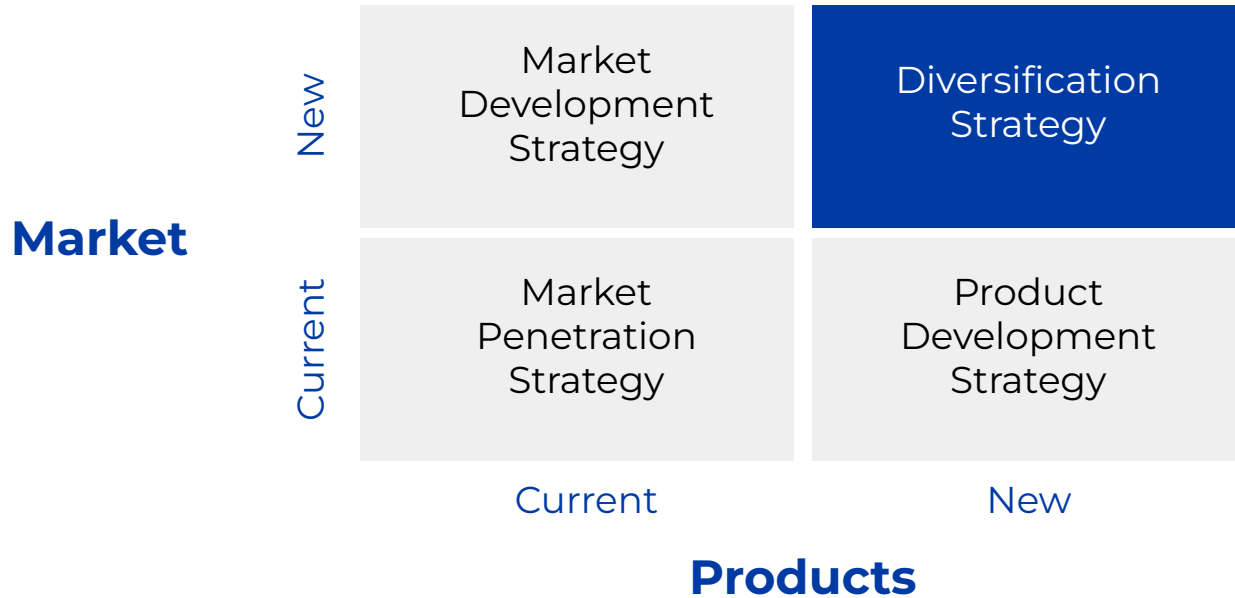 New
Market
Development
Strategy
Diversification
Strategy
Market
Current
Market
Penetration
Strategy
Product
Development
Strategy
Current
New
Products